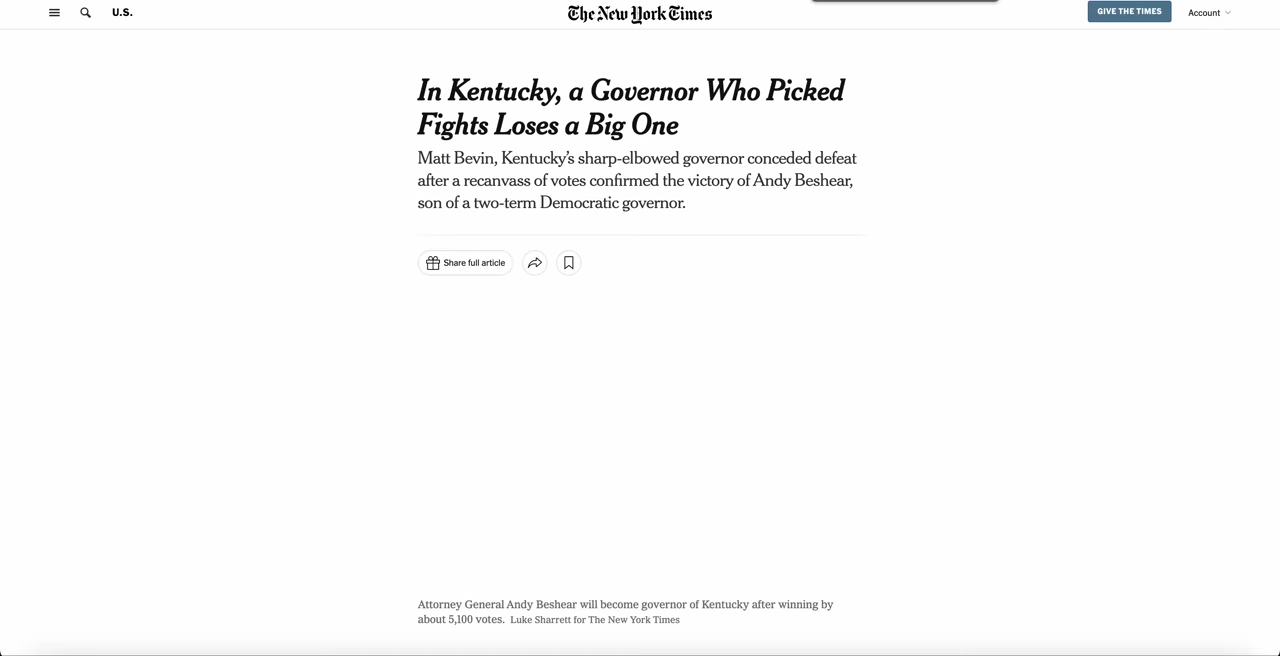 U.S.
The New York Times
GIVE THE TIMES
Account
In Kentucky, a Governor Who Picked
Fights Loses a Big One
Matt Bevin, Kentucky’s sharp-elbowed governor conceded defeat
after a recanvass of votes confirmed the victory of Andy Beshear,
son of a two-term Democratic governor.
Share full article
Attorney General Andy Beshear will become governor of Kentucky after winning by
about 5,100 votes. Luke Sharrett for The New York Times